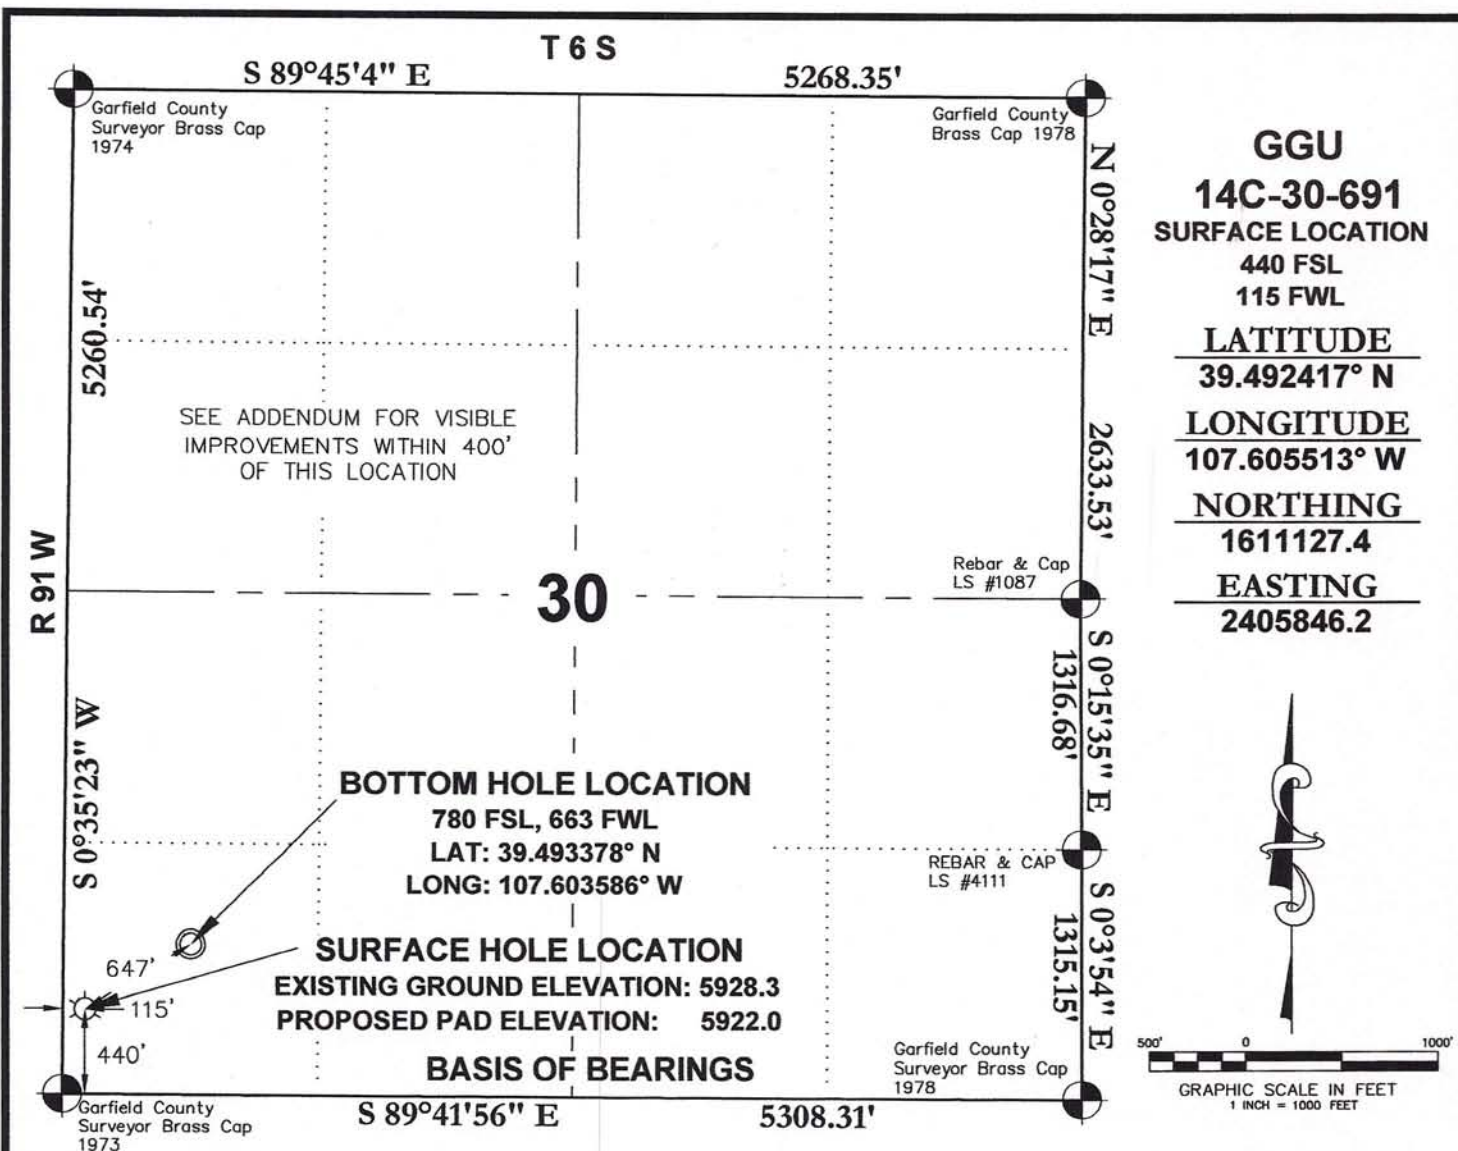 T 6 S
S 89°45'4" E
5268.35'
Garfield County
Surveyor Brass Cap
1974
Garfield County
Brass Cap 1978
N 0°28'17" E
2633.53'
5260.54'
S 0°35'23" W
R 91 W
SEE ADDENDUM FOR VISIBLE
IMPROVEMENTS WITHIN 400'
OF THIS LOCATION
30
Rebar & Cap
LS #1087
S 0°15'35" E
1316.68'
BOTTOM HOLE LOCATION
780 FSL, 663 FWL
LAT: 39.493378° N
LONG: 107.603586° W
REBAR & CAP
LS #4111
S 0°3'54" E
1315.15'
SURFACE HOLE LOCATION
EXISTING GROUND ELEVATION: 5928.3
PROPOSED PAD ELEVATION: 5922.0
647'
115'
440'
BASIS OF BEARINGS
Garfield County
Surveyor Brass Cap
1978
Garfield County
Surveyor Brass Cap
1973
S 89°41'56" E
5308.31'
GGU
14C-30-691
SURFACE LOCATION
440 FSL
115 FWL
LATITUDE
39.492417° N
LONGITUDE
107.605513° W
NORTHING
1611127.4
EASTING
2405846.2
500' 0 1000'
GRAPHIC SCALE IN FEET
1 INCH = 1000 FEET